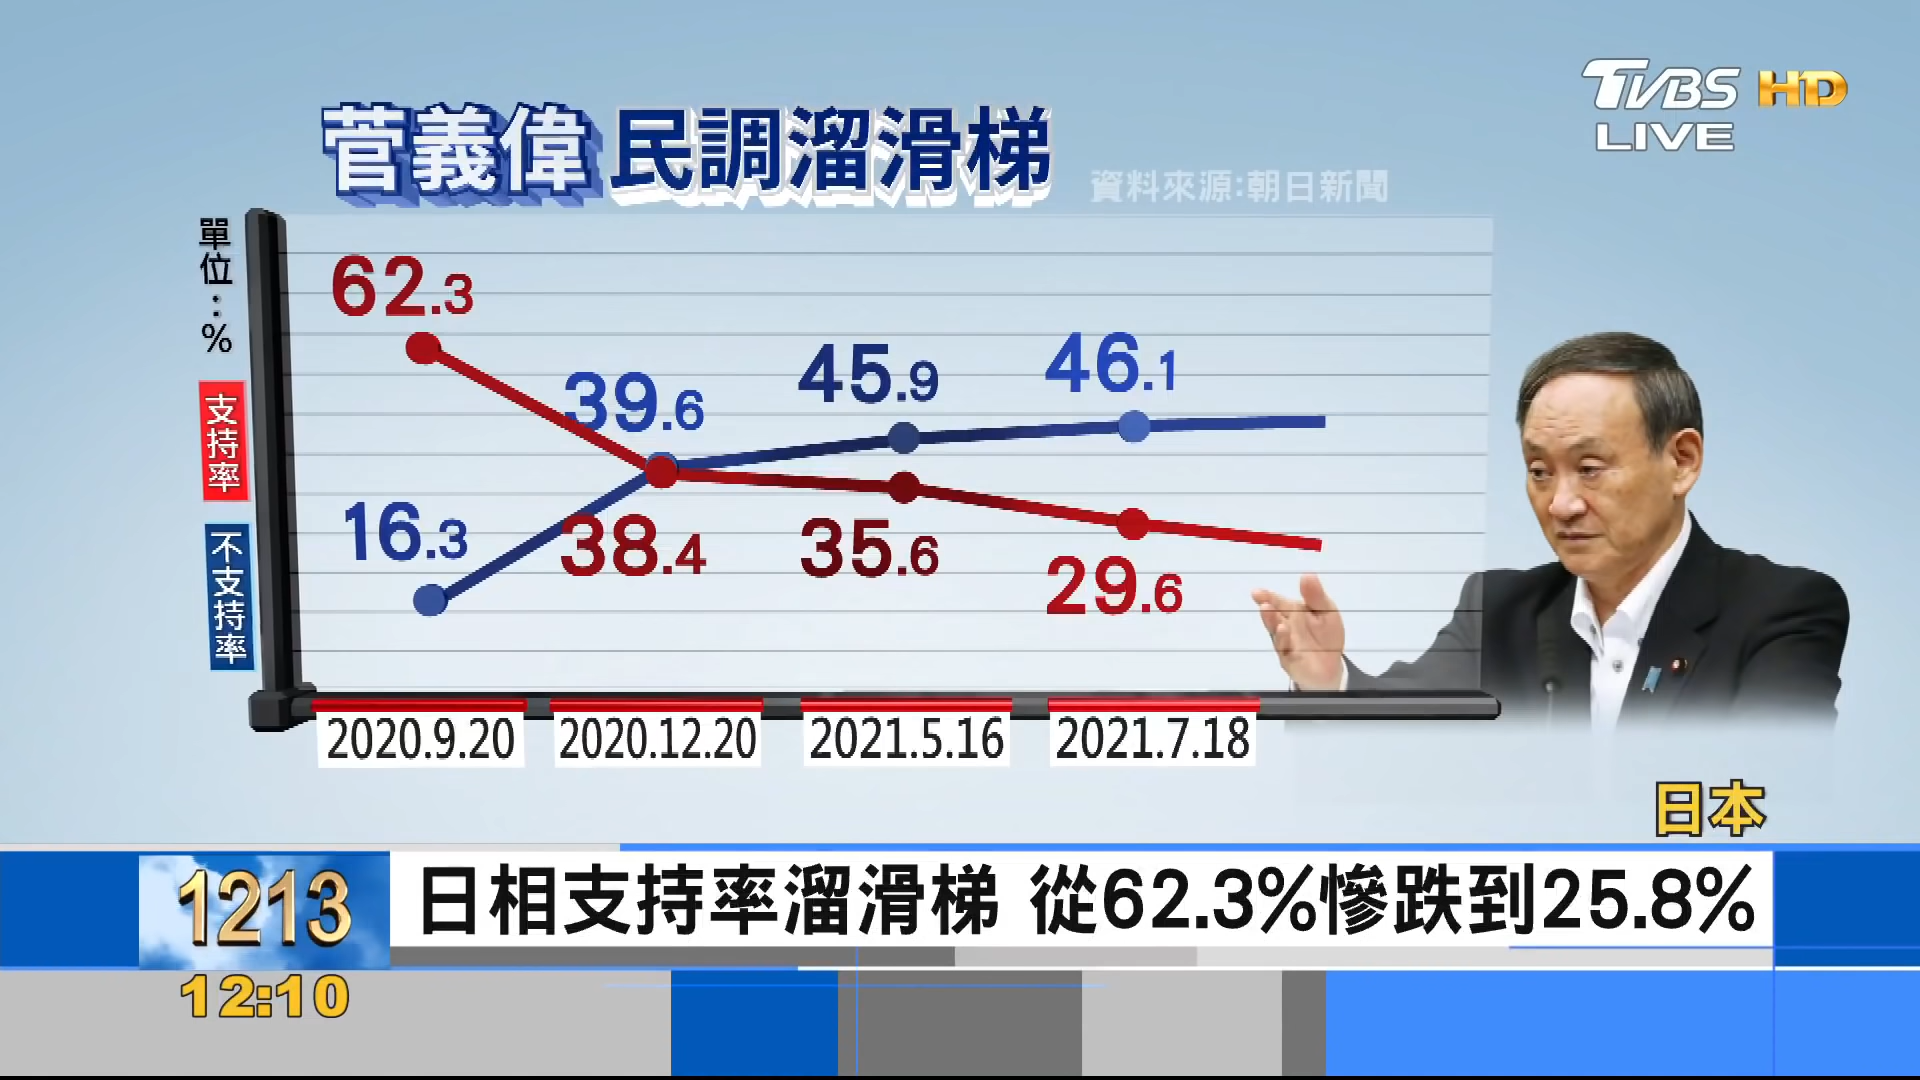 TVBS HD
LIVE
菅義偉 民調溜滑梯
資料來源:朝日新聞
單位:%
支持率
不支持率
62.3
39.6
45.9
46.1
16.3
38.4
35.6
29.6
2020.9.20
2020.12.20
2021.5.16
2021.7.18
日本
1213
日相支持率溜滑梯 從62.3%慘跌到25.8%
12:10